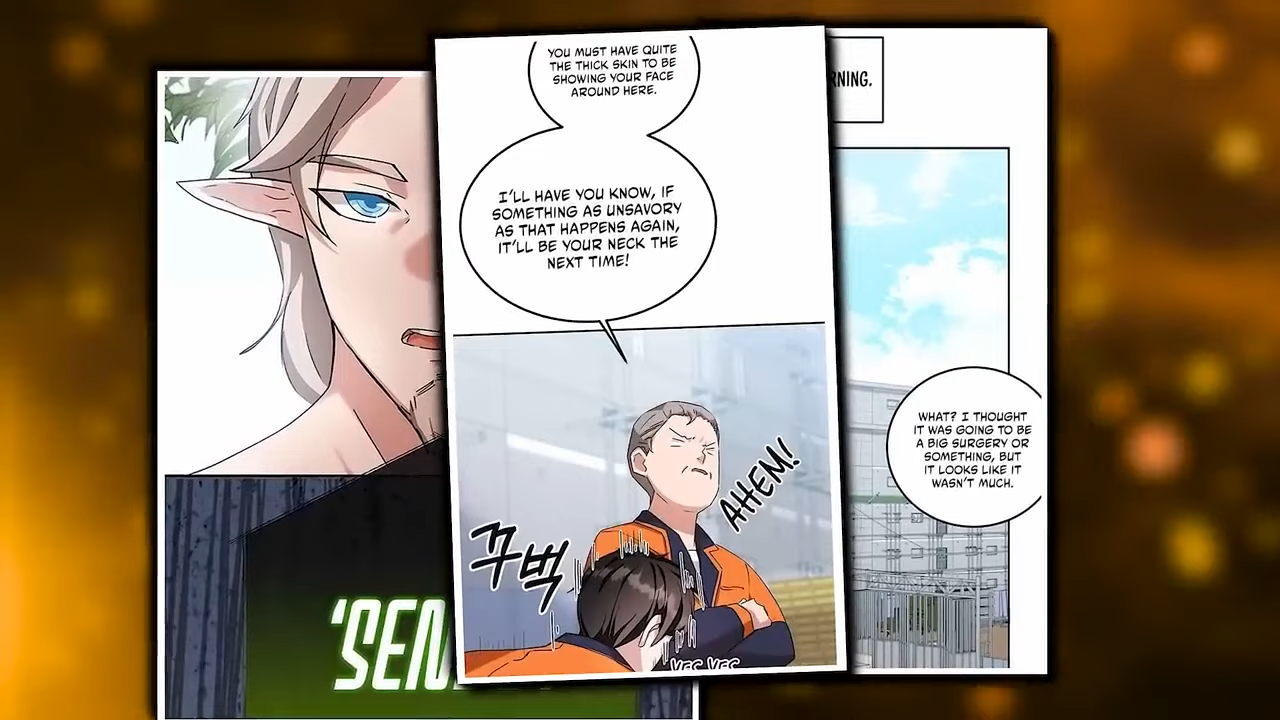 YOU MUST HAVE QUITE
THE THICK SKIN TO BE
SHOWING YOUR FACE
AROUND HERE.
I'LL HAVE YOU KNOW, IF
SOMETHING AS UNSAVORY
AS THAT HAPPENS AGAIN,
IT'LL BE YOUR NECK THE
NEXT TIME!
AHEM!
꾸벅
YES YES
'SEN
RNING.
WHAT? I THOUGHT
IT WAS GOING TO BE
A BIG SURGERY OR
SOMETHING, BUT
IT LOOKS LIKE IT
WASN'T MUCH.